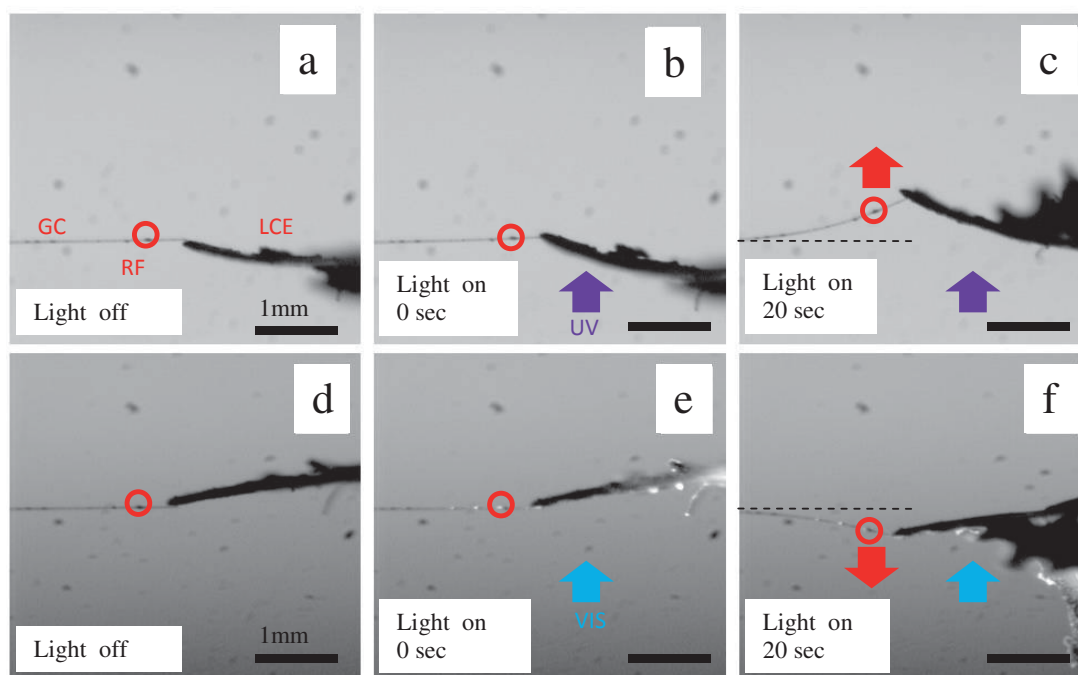 a
GC
RF
LCE
Light off
1mm
b
Light on
0 sec
UV
c
Light on
20 sec
d
Light off
1mm
e
Light on
0 sec
VIS
f
Light on
20 sec